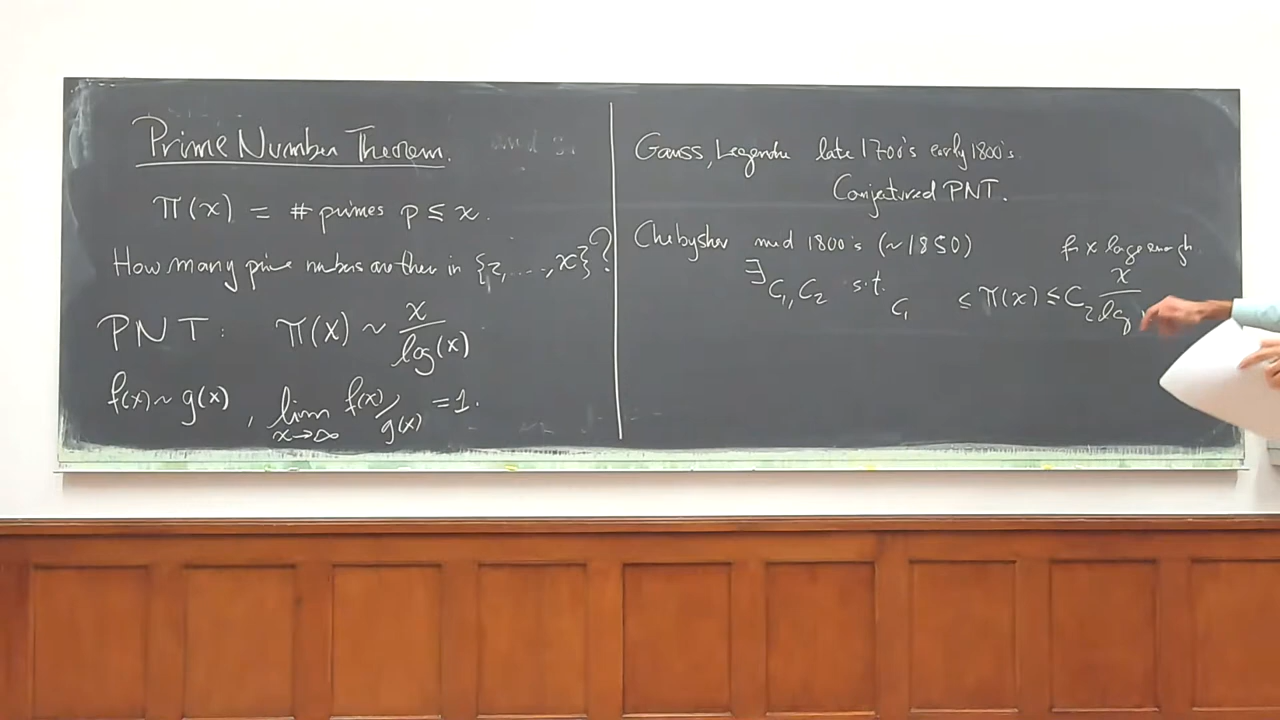 Prime Number Theorem.
π(x) = # primes p ≤ x.
How many prime numbers are there in {2,....,x}?
PNT: π(x) ~ x/log(x)
f(x) ~ g(x), lim x→∞ f(x)/g(x) = 1.
Gauss, Legendre late 1700's early 1800's.
Conjectured PNT.
Chebyshev mid 1800's (~1850)
for x large enough.
∃ C₁, C₂ s.t. C₁ ≤ π(x) ≤ C₂ x/log